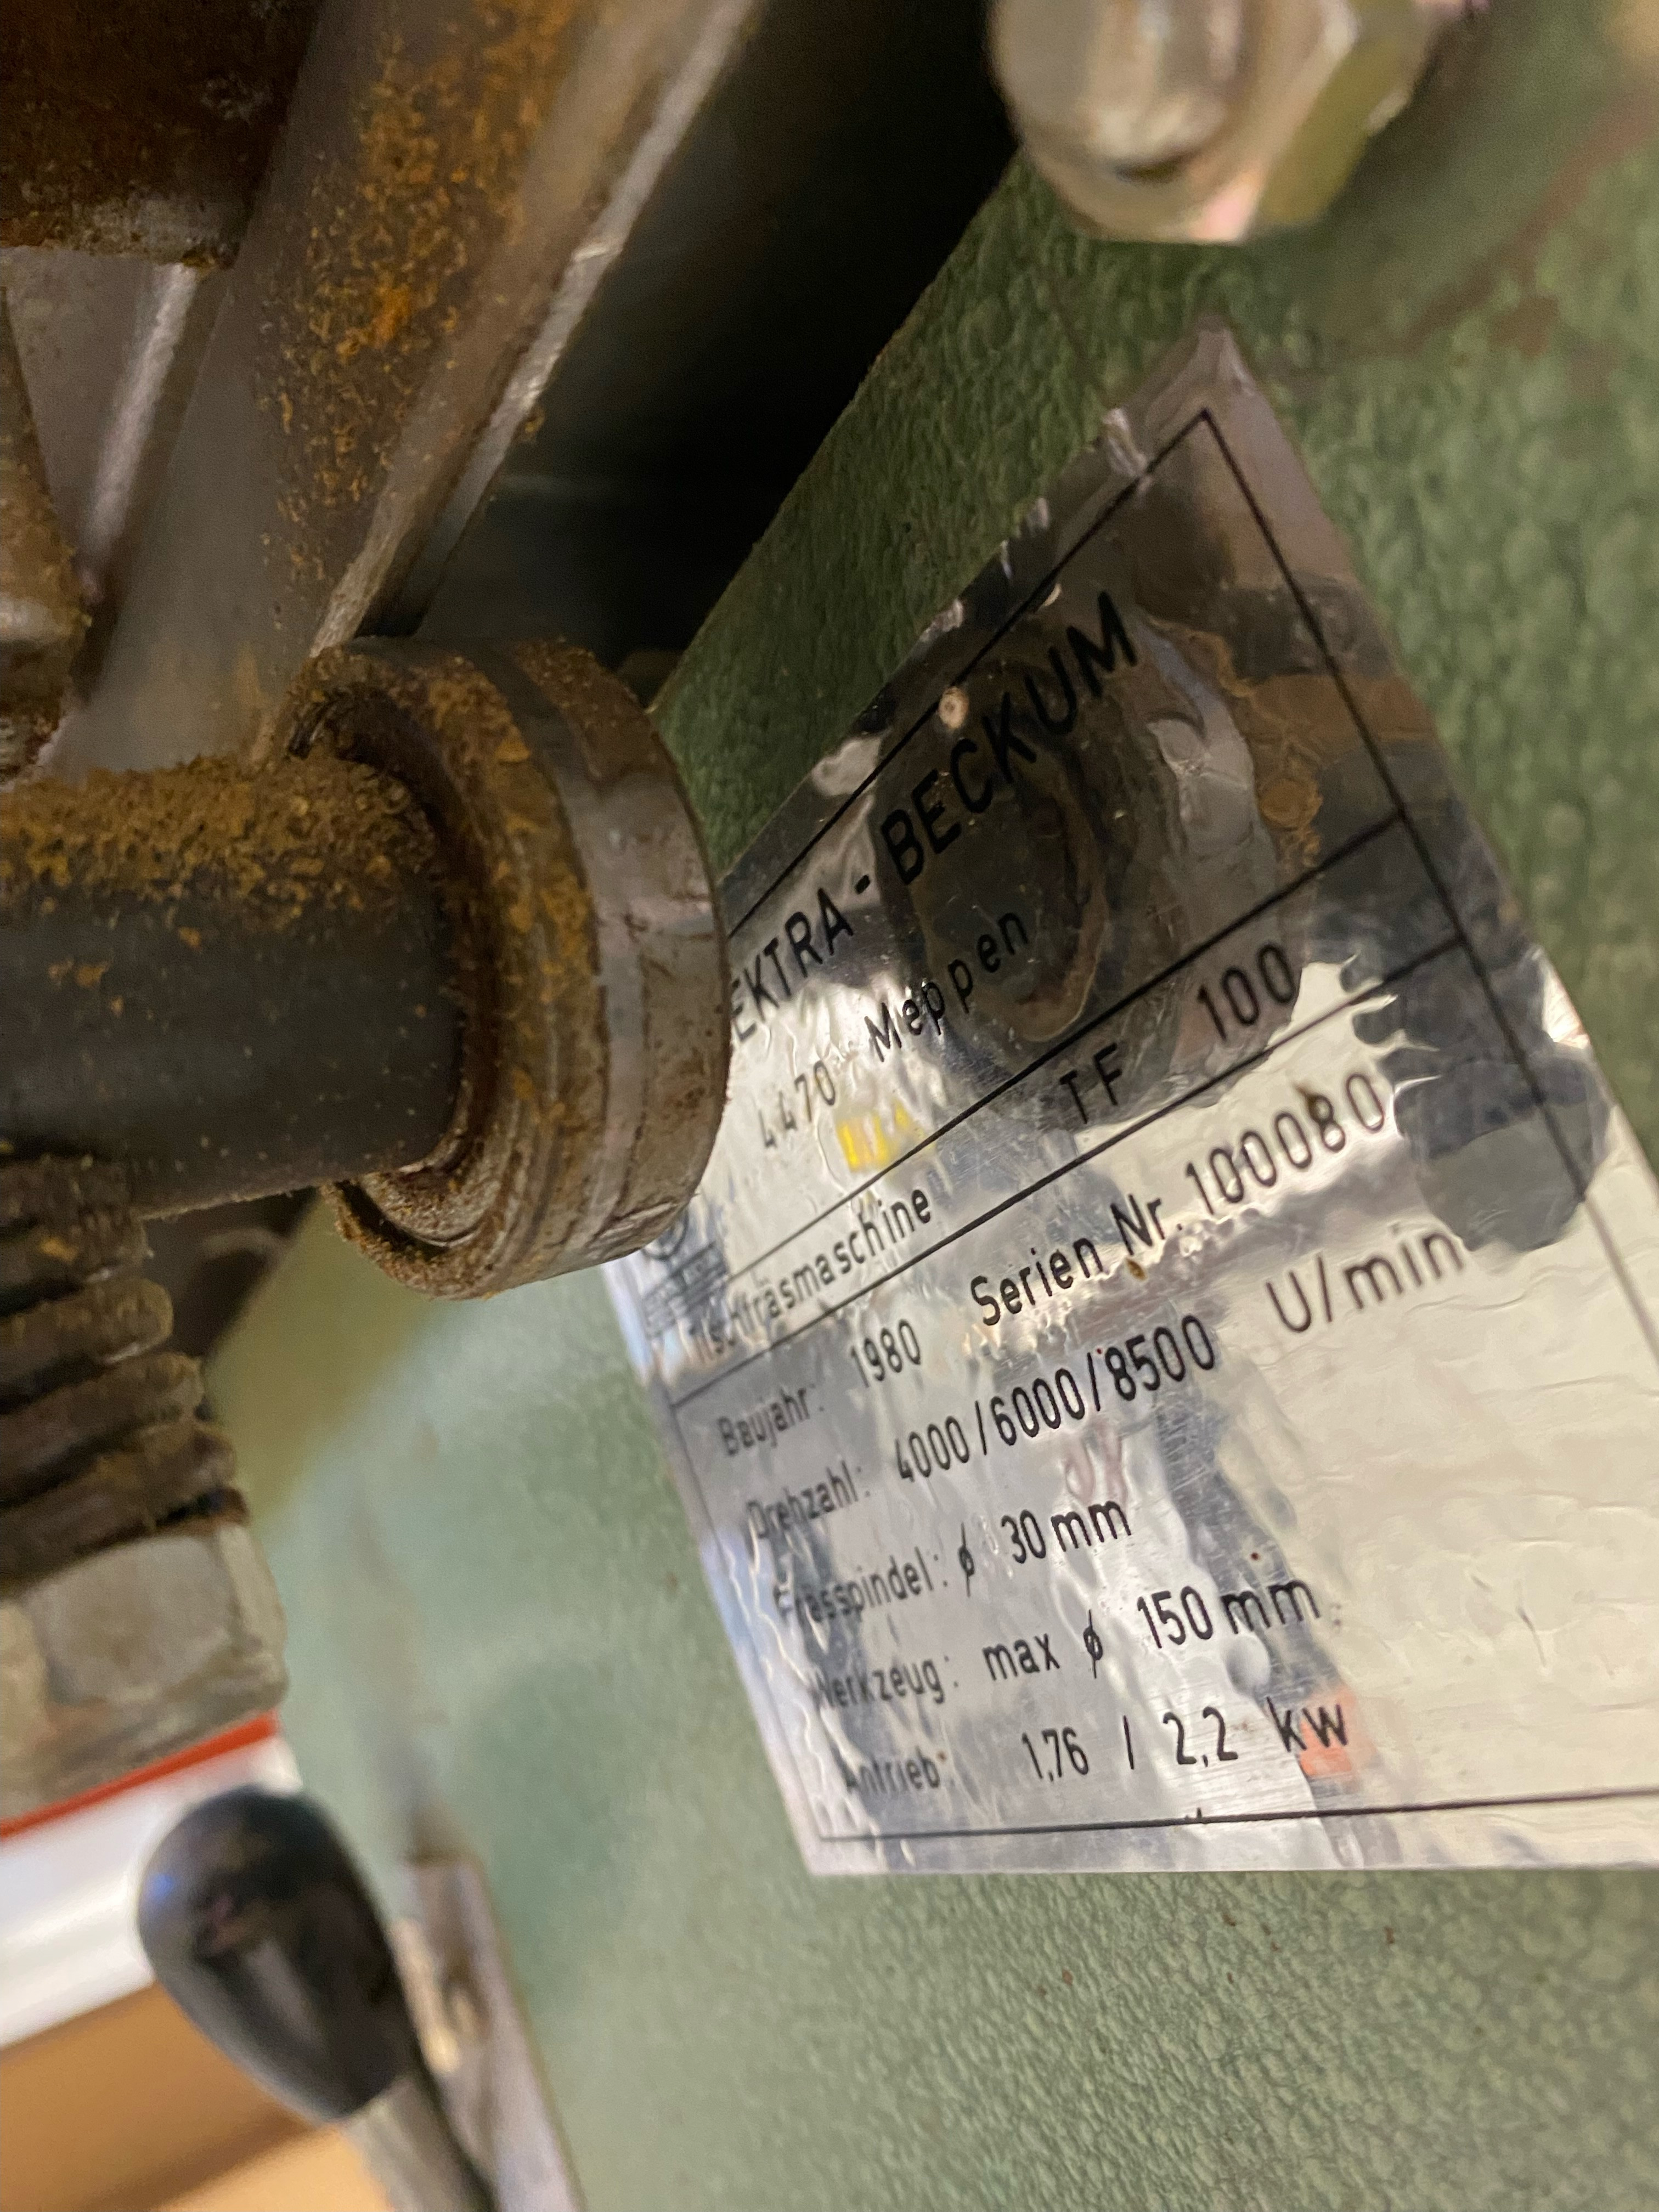 EKTRA-BECKUM
4470 Meppen
Tischfräsmaschine TF 100
Baujahr: 1980 Serien Nr. 100080
Drehzahl: 4000/6000/8500 U/min
Frässpindel: ø 30 mm
Werkzeug: max ø 150 mm
Antrieb: 1,76 / 2,2 kw